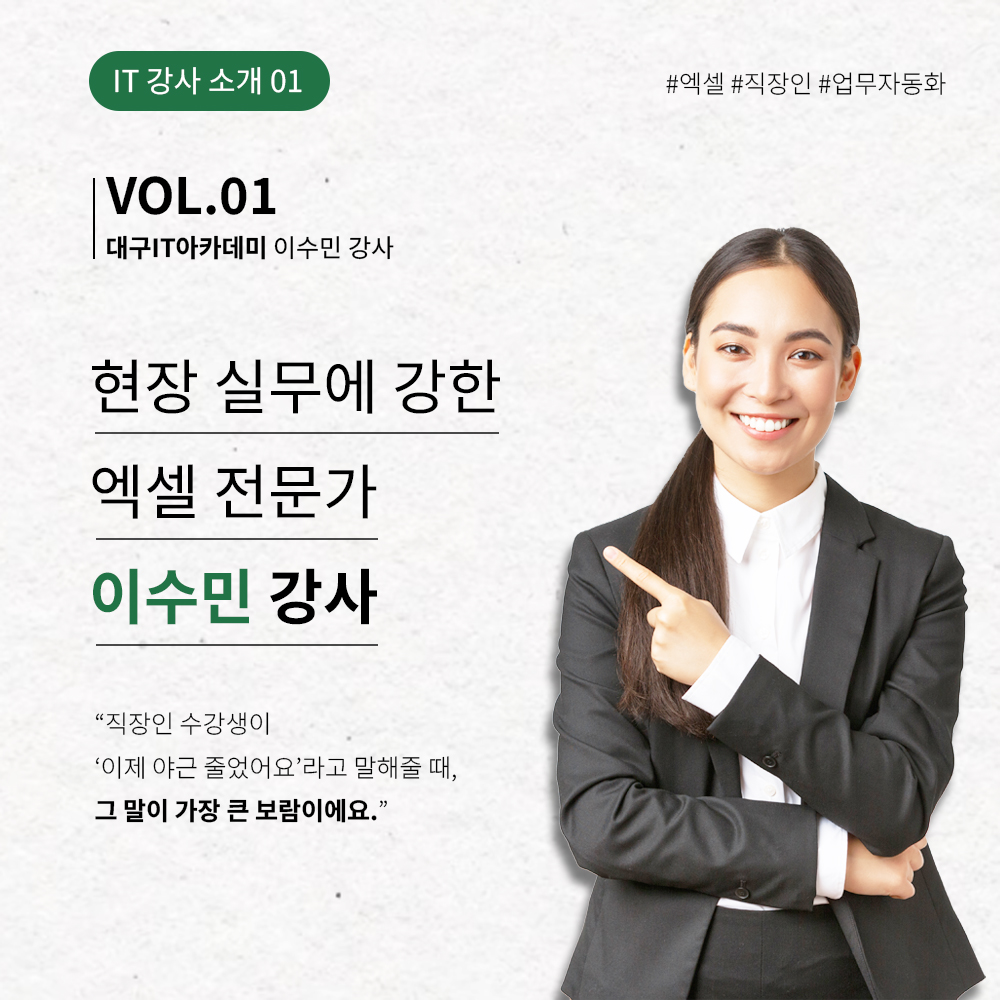 IT 강사 소개 01
#엑셀 #직장인 #업무자동화
VOL.01
대구IT아카데미 이수민 강사
현장 실무에 강한
엑셀 전문가
이수민 강사
“직장인 수강생이
‘이제 야근 줄었어요’라고 말해줄 때,
그 말이 가장 큰 보람이에요.”